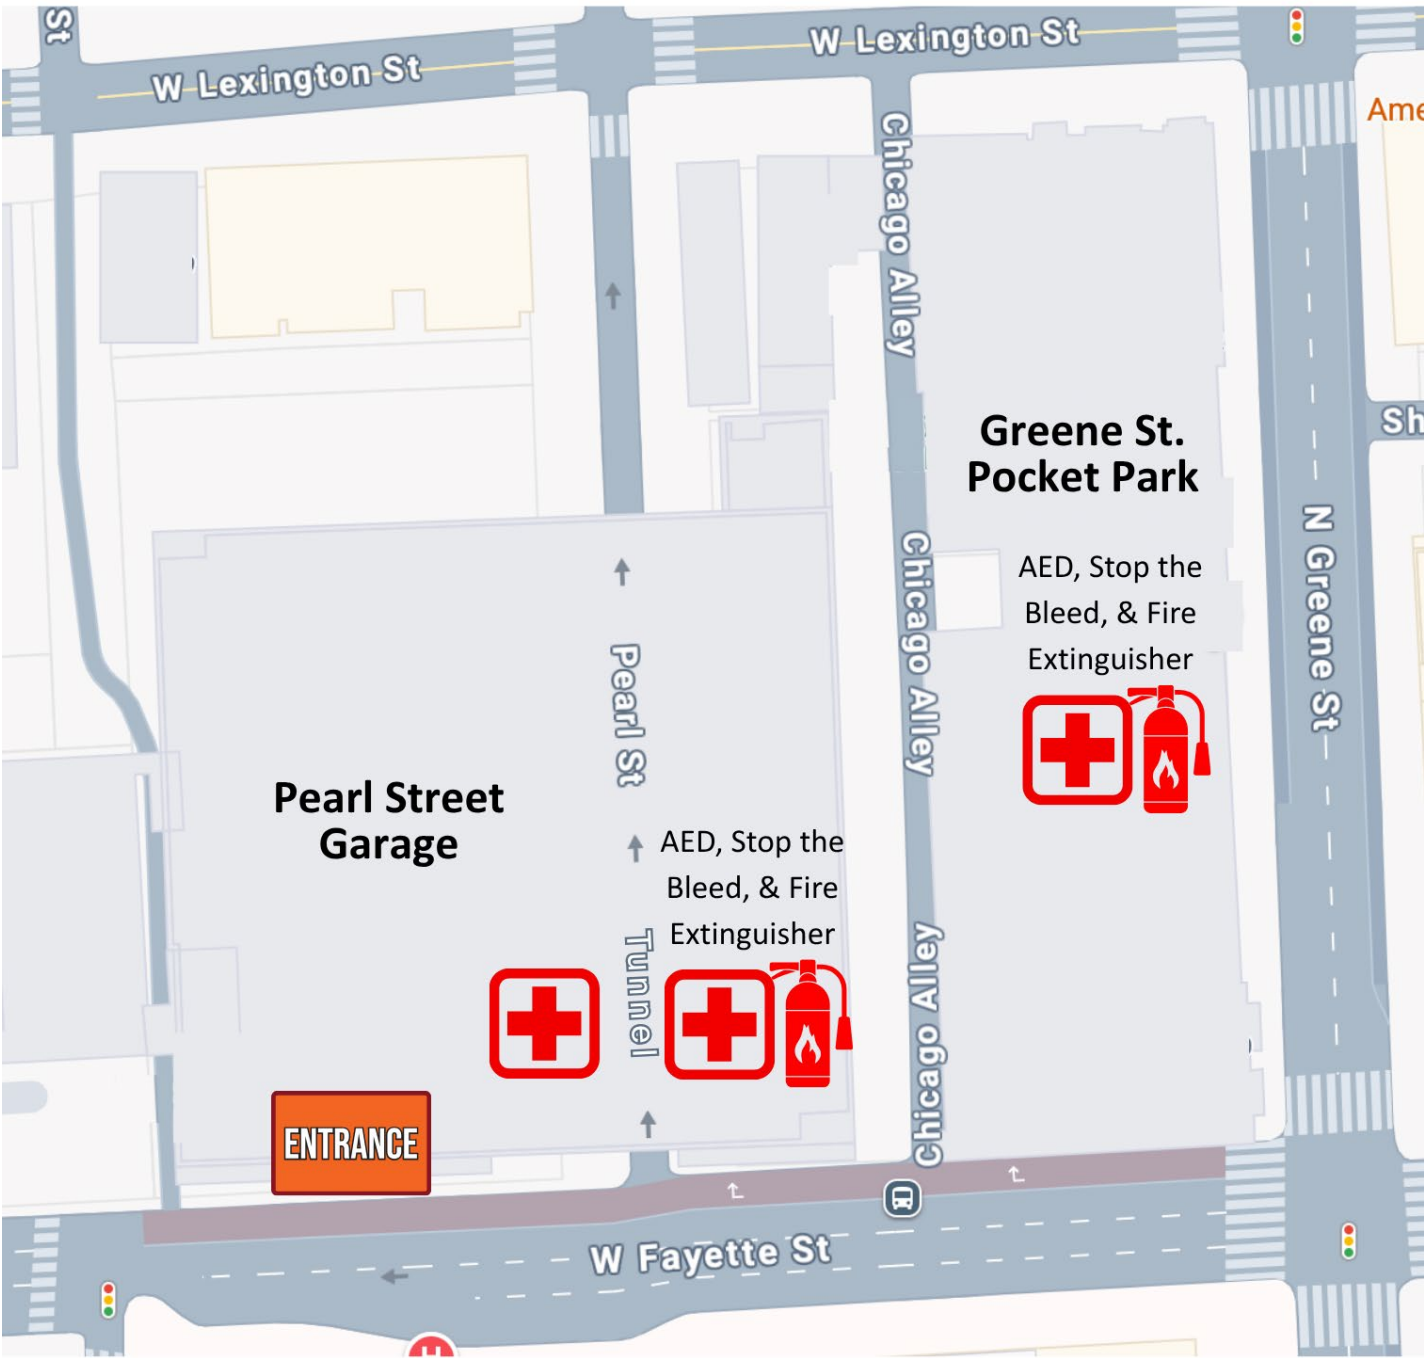 St
W Lexington St
W Lexington St
Ame
Chicago Alley
Greene St.
Pocket Park
Sh
N Greene St
Chicago Alley
AED, Stop the
Bleed, & Fire
Extinguisher
Pearl St
Pearl Street
Garage
AED, Stop the
Bleed, & Fire
Extinguisher
Tunnel
Chicago Alley
ENTRANCE
W Fayette St
H